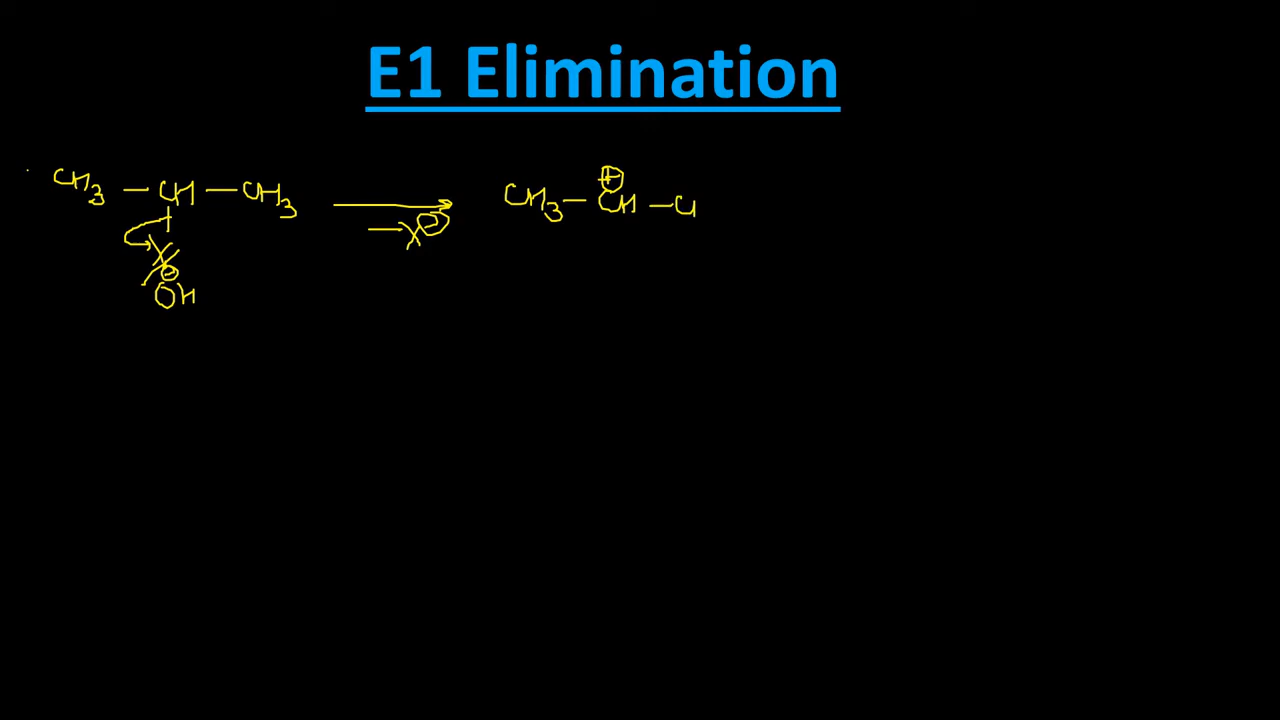 E1 Elimination
CH3 — CH — CH3 → CH3 — CH — C
X ⊖ → X ⊖ ⊕
OH